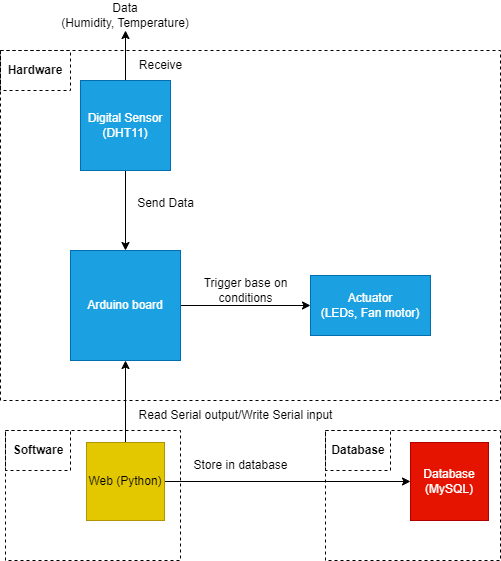 Data
(Humidity, Temperature)
Receive
Hardware
Digital Sensor
(DHT11)
Send Data
Arduino board
Trigger base on
conditions
Actuator
(LEDs, Fan motor)
Read Serial output/Write Serial input
Software
Web (Python)
Store in database
Database
Database
(MySQL)